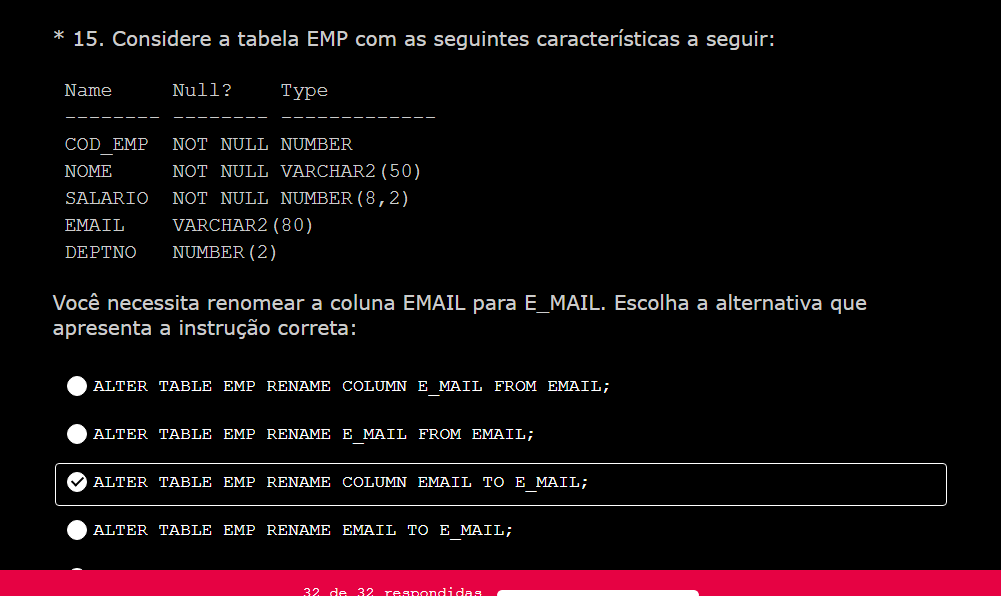 * 15. Considere a tabela EMP com as seguintes características a seguir:
Name     Null?    Type
-------- -------- -------------
COD_EMP  NOT NULL NUMBER
NOME     NOT NULL VARCHAR2(50)
SALARIO  NOT NULL NUMBER(8,2)
EMAIL    VARCHAR2(80)
DEPTNO   NUMBER(2)
Você necessita renomear a coluna EMAIL para E_MAIL. Escolha a alternativa que
apresenta a instrução correta:
ALTER TABLE EMP RENAME COLUMN E_MAIL FROM EMAIL;
ALTER TABLE EMP RENAME E_MAIL FROM EMAIL;
ALTER TABLE EMP RENAME COLUMN EMAIL TO E_MAIL;
ALTER TABLE EMP RENAME EMAIL TO E_MAIL;
32 de 32 respondidas